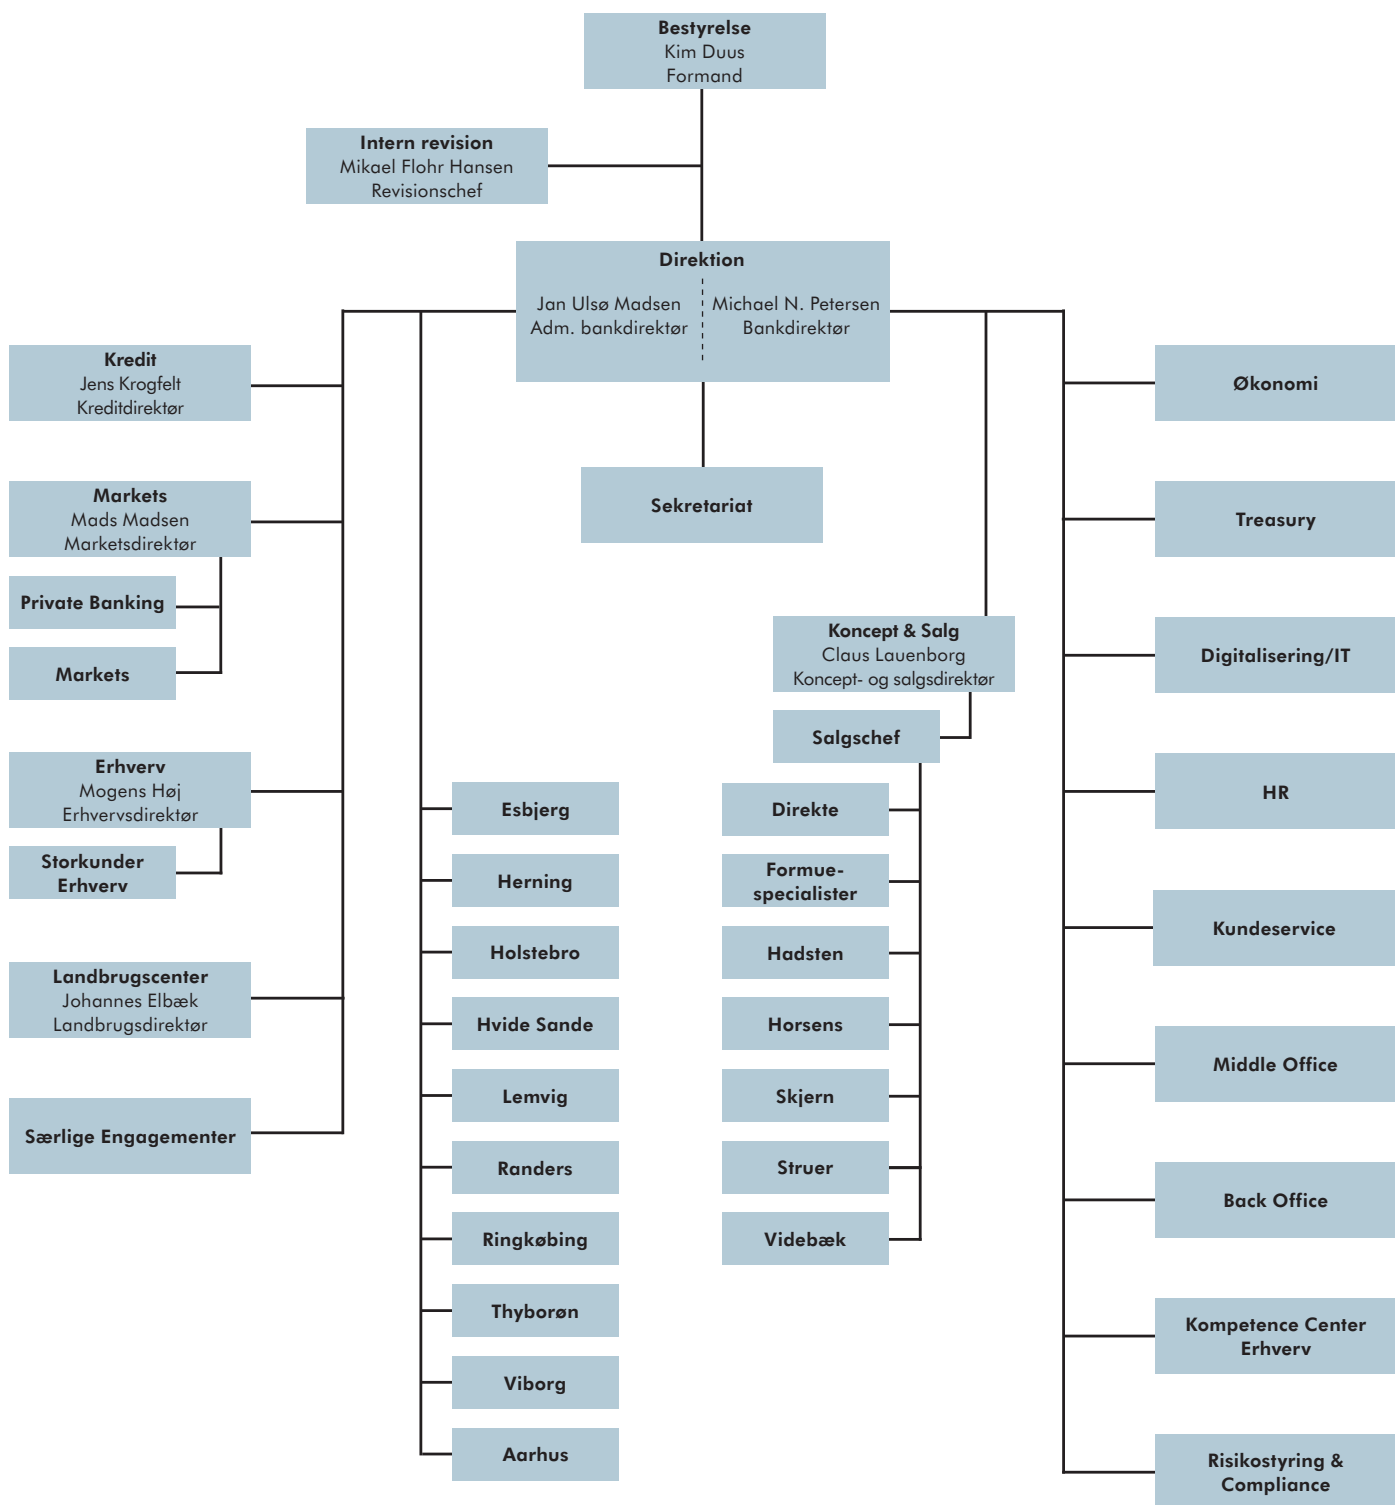 Bestyrelse
Kim Duus
Formand
Intern revision
Mikael Flohr Hansen
Revisionschef
Direktion
Jan Ulsø Madsen
Adm. bankdirektør
Michael N. Petersen
Bankdirektør
Sekretariat
Kredit
Jens Krogfelt
Kreditdirektør
Markets
Mads Madsen
Marketsdirektør
Private Banking
Markets
Erhverv
Mogens Høj
Erhvervsdirektør
Storkunder
Erhverv
Landbrugscenter
Johannes Elbæk
Landbrugsdirektør
Særlige Engagementer
Esbjerg
Herning
Holstebro
Hvide Sande
Lemvig
Randers
Ringkøbing
Thyborøn
Viborg
Aarhus
Koncept & Salg
Claus Lauenborg
Koncept- og salgsdirektør
Salgschef
Direkte
Formue-
specialister
Hadsten
Horsens
Skjern
Struer
Videbæk
Økonomi
Treasury
Digitalisering/IT
HR
Kundeservice
Middle Office
Back Office
Kompetence Center
Erhverv
Risikostyring &
Compliance